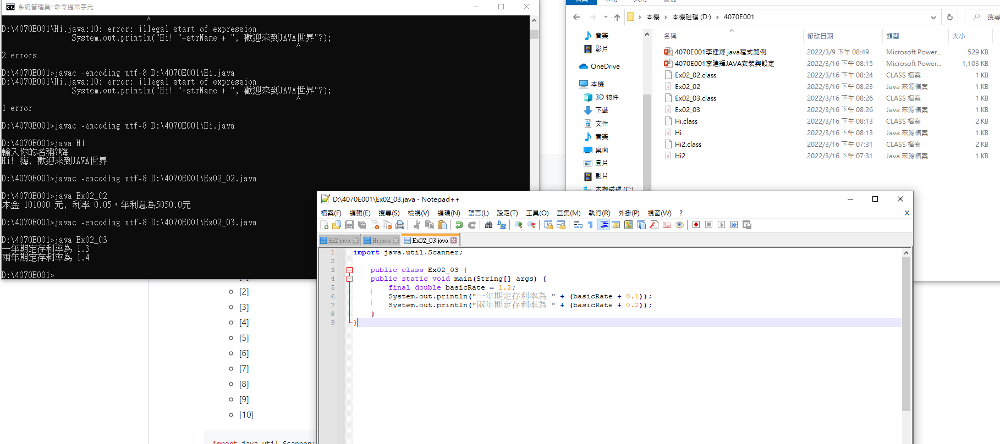 系統管理員: 命令提示字元
^
D:\4070E001\Hi.java:10: error: illegal start of expression
System.out.println("Hi! "+strName + ", 歡迎來到JAVA世界"?);
^
2 errors
D:\4070E001>javac -encoding utf-8 D:\4070E001\Hi.java
D:\4070E001\Hi.java:10: error: illegal start of expression
System.out.println("Hi! "+strName + ", 歡迎來到JAVA世界"?);
^
1 error
D:\4070E001>javac -encoding utf-8 D:\4070E001\Hi.java
D:\4070E001>java Hi
輸入你的名稱?嗨
Hi! 嗨, 歡迎來到JAVA世界
D:\4070E001>javac -encoding utf-8 D:\4070E001\Ex02_02.java
D:\4070E001>java Ex02_02
本金 101000 元, 利率 0.05，年利息為5050.0元
D:\4070E001>javac -encoding utf-8 D:\4070E001\Ex02_03.java
D:\4070E001>java Ex02_03
一年期定存利率為 1.3
兩年期定存利率為 1.4
D:\4070E001>
[2]
[3]
[4]
[5]
[6]
[7]
[8]
[9]
[10]
import java.util.Scanner;
本機 › 本機磁碟 (D:) › 4070E001
搜尋
音樂
影片
OneDrive
本機
3D 物件
下載
文件
音樂
桌面
圖片
影片
本機磁碟 (C:)
名稱 修改日期 類型 大小
4070E001李建輝java程式範例 2022/3/9 下午 08:49 Microsoft Power... 529 KB
4070E001李建輝JAVA安裝與設定 2022/3/16 下午 08:15 Microsoft Power... 1,103 KB
Ex02_02.class 2022/3/16 下午 08:24 CLASS 檔案 1 KB
Ex02_02 2022/3/16 下午 08:23 Java 來源檔案 1 KB
Ex02_03.class 2022/3/16 下午 08:26 CLASS 檔案 1 KB
Ex02_03 2022/3/16 下午 08:26 Java 來源檔案 1 KB
Hi.class 2022/3/16 下午 08:13 CLASS 檔案 2 KB
Hi 2022/3/16 下午 08:13 Java 來源檔案 1 KB
Hi2.class 2022/3/16 下午 07:31 CLASS 檔案 2 KB
Hi2 2022/3/16 下午 07:31 Java 來源檔案 1 KB
D:\4070E001\Ex02_03.java - Notepad++
檔案(F) 編輯(E) 搜尋(S) 檢視(V) 編碼(N) 語言(L) 設定(T) 工具(O) 巨集(M) 執行(R) 外掛(P) 視窗(W) ? X
Hi2.java Hi.java Ex02_03.java
1 import java.util.Scanner;
2
3 public class Ex02_03 {
4 public static void main(String[] args) {
5 final double basicRate = 1.2;
6 System.out.println("一年期定存利率為 " + (basicRate + 0.1));
7 System.out.println("兩年期定存利率為 " + (basicRate + 0.2));
8 }
9 }